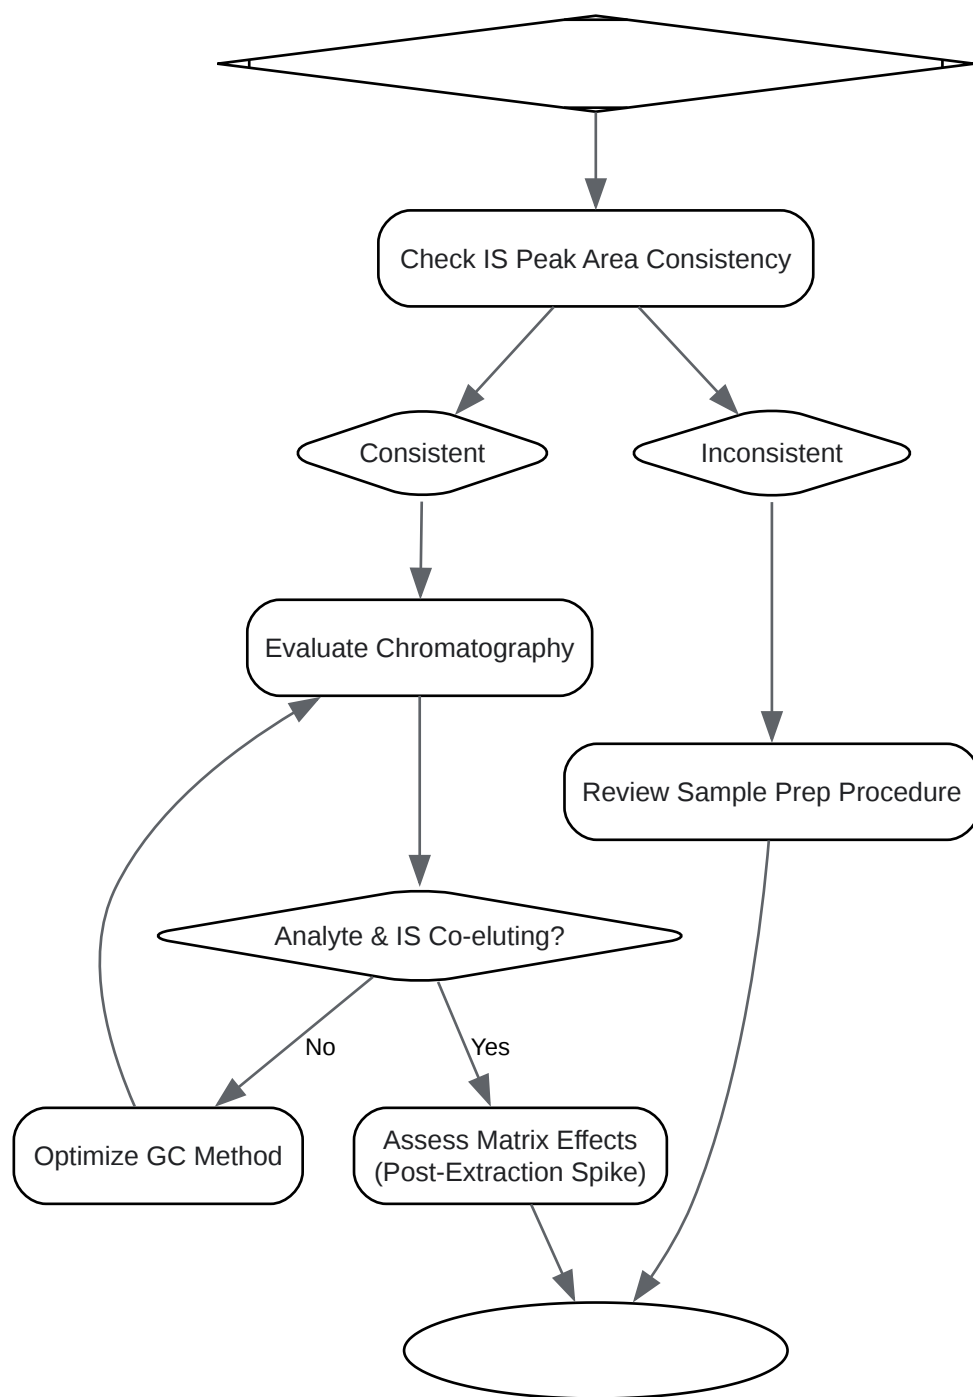 Check IS Peak Area Consistency
Consistent
Inconsistent
Evaluate Chromatography
Review Sample Prep Procedure
Analyte & IS Co-eluting?
No
Yes
Optimize GC Method
Assess Matrix Effects
(Post-Extraction Spike)